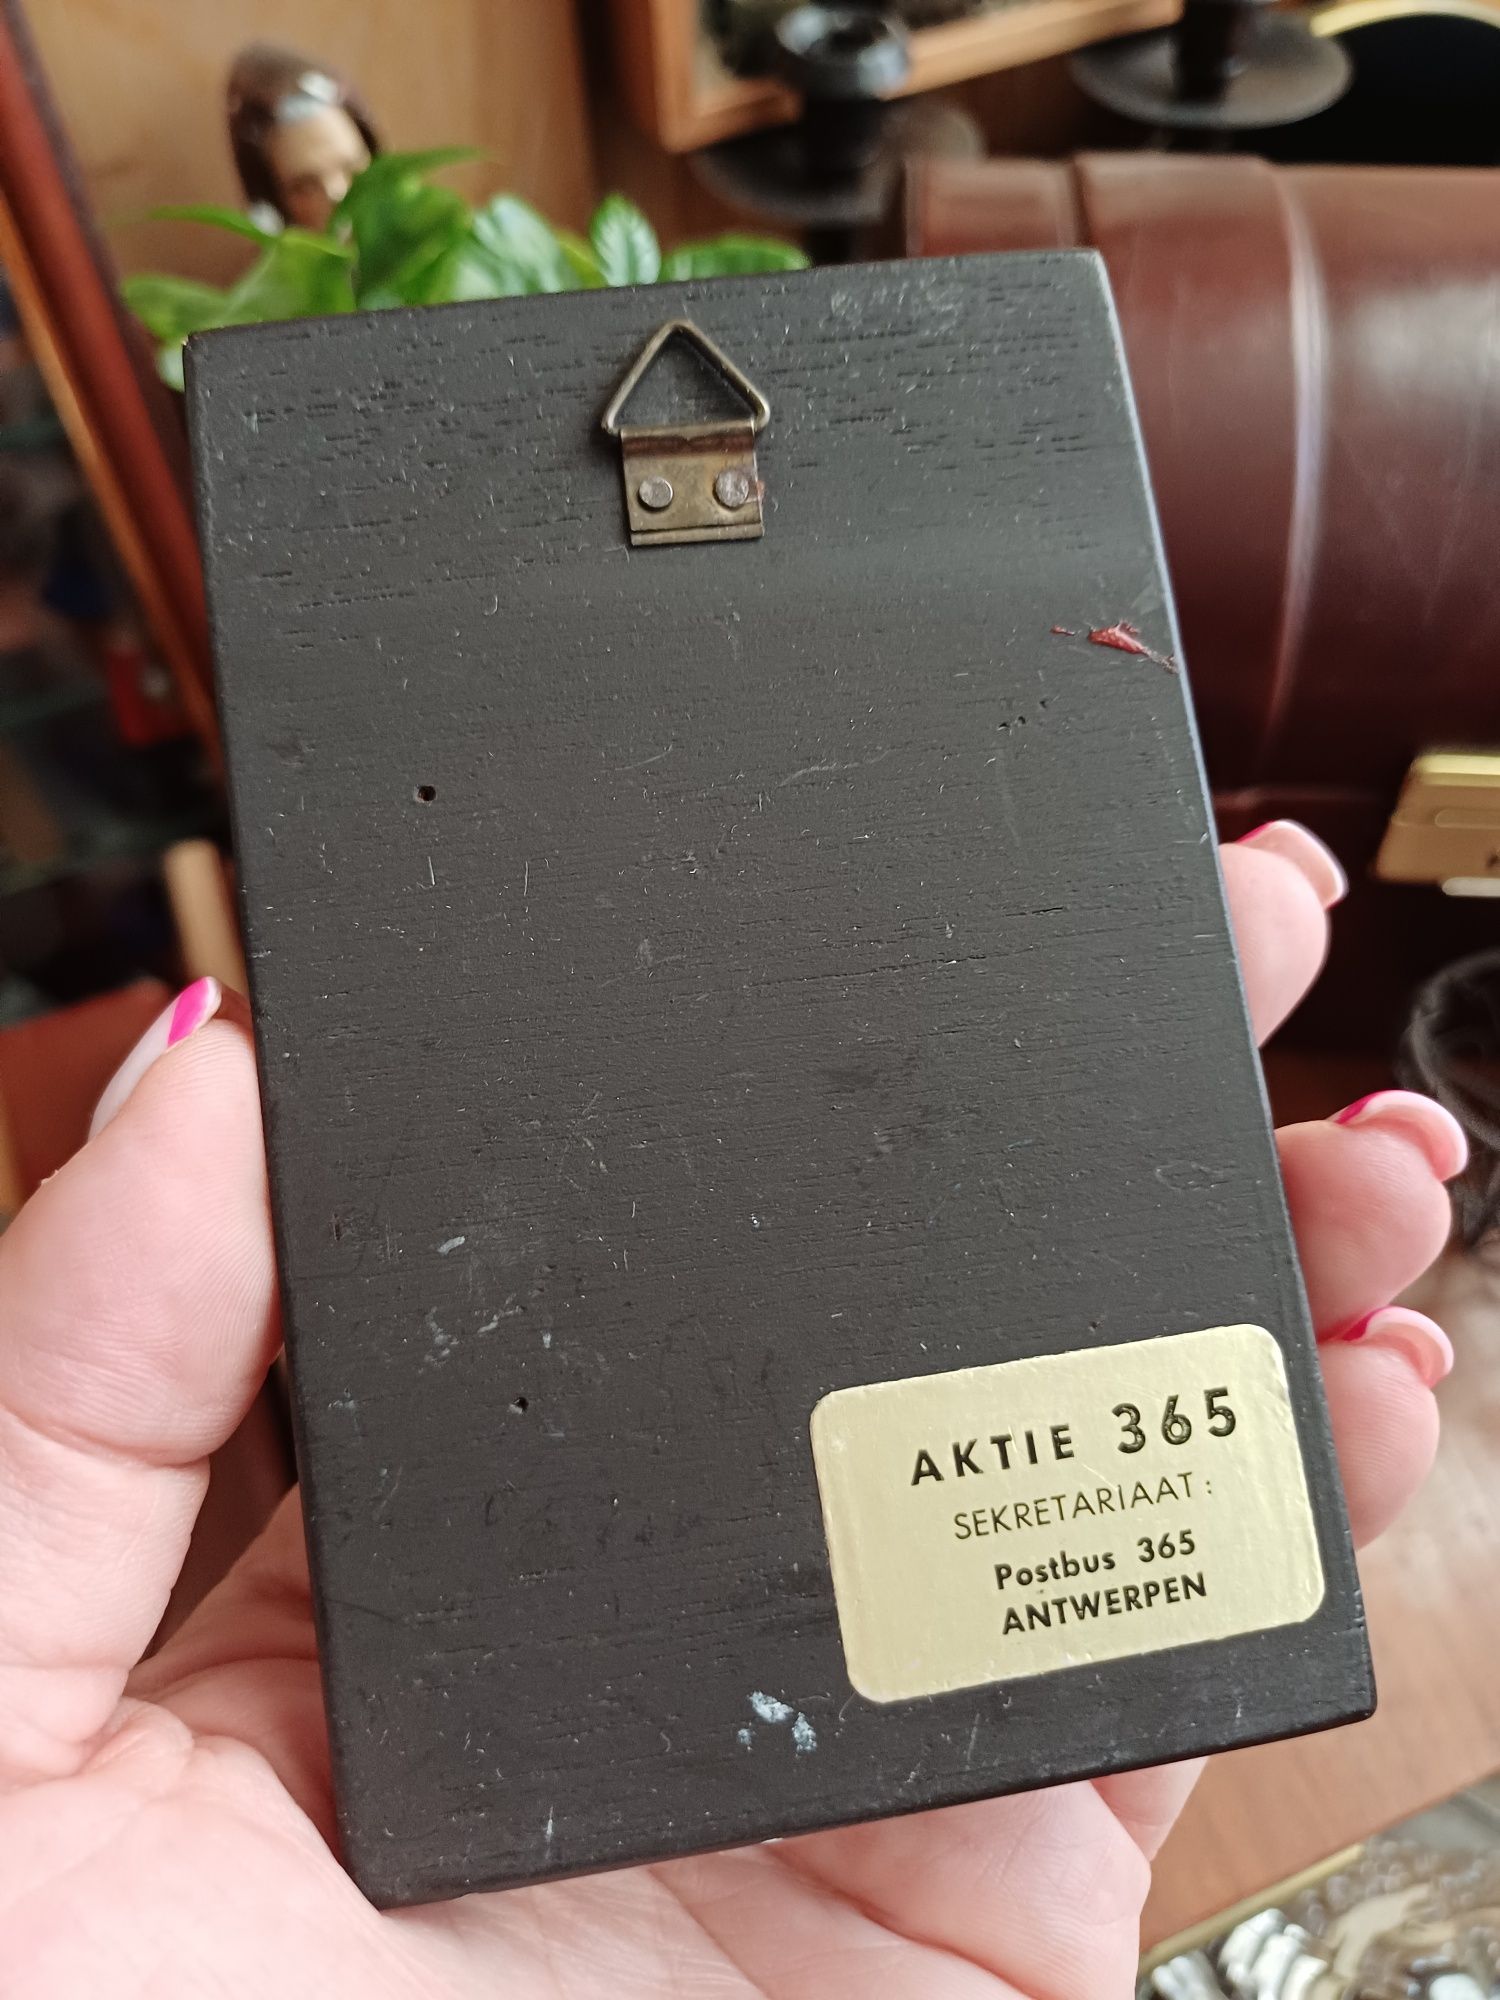 AKTIE 365
SEKRETARIAAT:
Postbus 365
ANTWERPEN